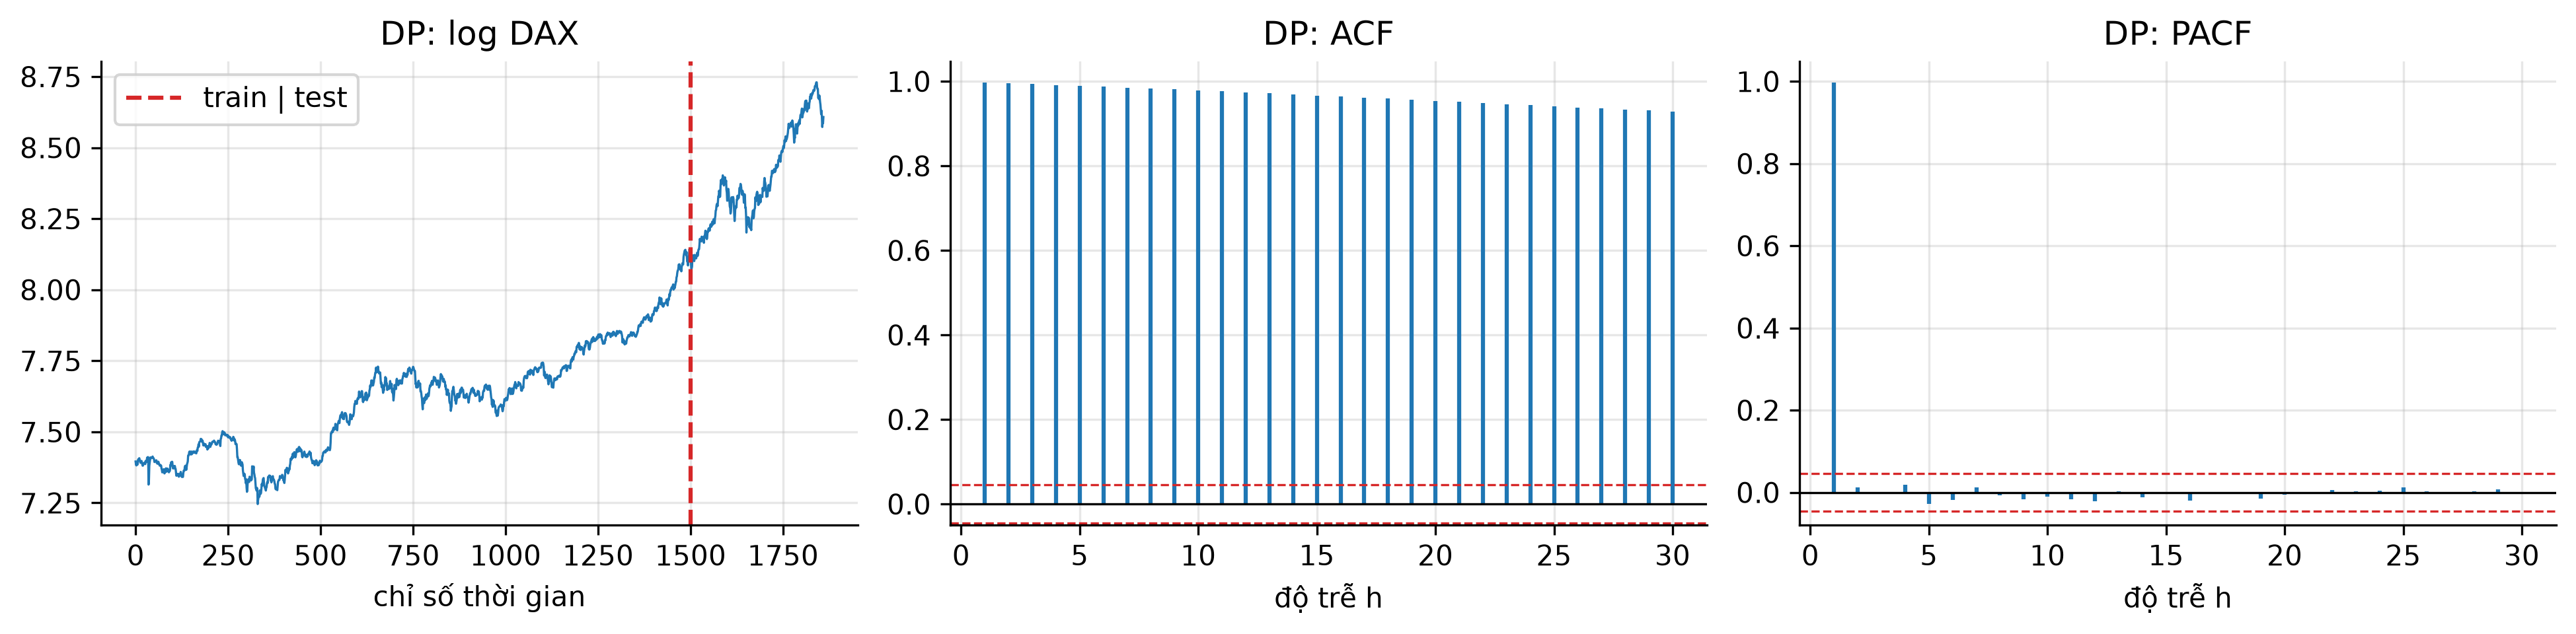 DP: log DAX
8.75
8.50
8.25
8.00
7.75
7.50
7.25
train | test
0 250 500 750 1000 1250 1500 1750
chỉ số thời gian
DP: ACF
1.0
0.8
0.6
0.4
0.2
0.0
0 5 10 15 20 25 30
độ trễ h
DP: PACF
1.0
0.8
0.6
0.4
0.2
0.0
0 5 10 15 20 25 30
độ trễ h